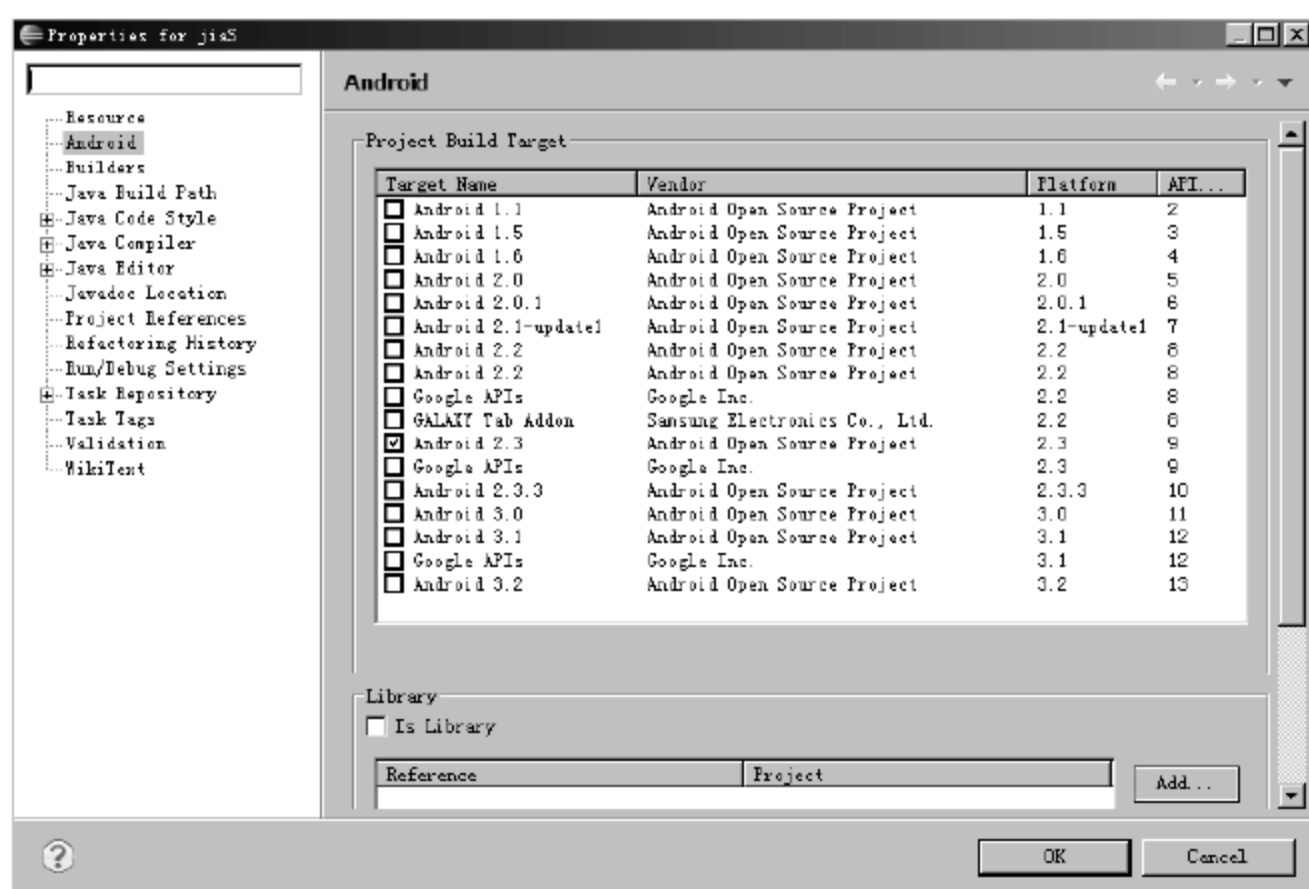 Properties for jiaS
Android
Resource
Android
Builders
Java Build Path
Java Code Style
Java Compiler
Java Editor
Javadoc Location
Project References
Refactoring History
Run/Debug Settings
Task Repository
Task Tags
Validation
WikiText
Project Build Target
Target Name Vendor Platform API...
Android 1.1 Android Open Source Project 1.1 2
Android 1.5 Android Open Source Project 1.5 3
Android 1.6 Android Open Source Project 1.6 4
Android 2.0 Android Open Source Project 2.0 5
Android 2.0.1 Android Open Source Project 2.0.1 6
Android 2.1-update1 Android Open Source Project 2.1-update1 7
Android 2.2 Android Open Source Project 2.2 8
Android 2.2 Android Open Source Project 2.2 8
Google APIs Google Inc. 2.2 8
GALAXY Tab Addon Samsung Electronics Co., Ltd. 2.2 8
Android 2.3 Android Open Source Project 2.3 9
Google APIs Google Inc. 2.3 9
Android 2.3.3 Android Open Source Project 2.3.3 10
Android 3.0 Android Open Source Project 3.0 11
Android 3.1 Android Open Source Project 3.1 12
Google APIs Google Inc. 3.1 12
Android 3.2 Android Open Source Project 3.2 13
Library
Is Library
Reference Project
Add...
? OK Cancel